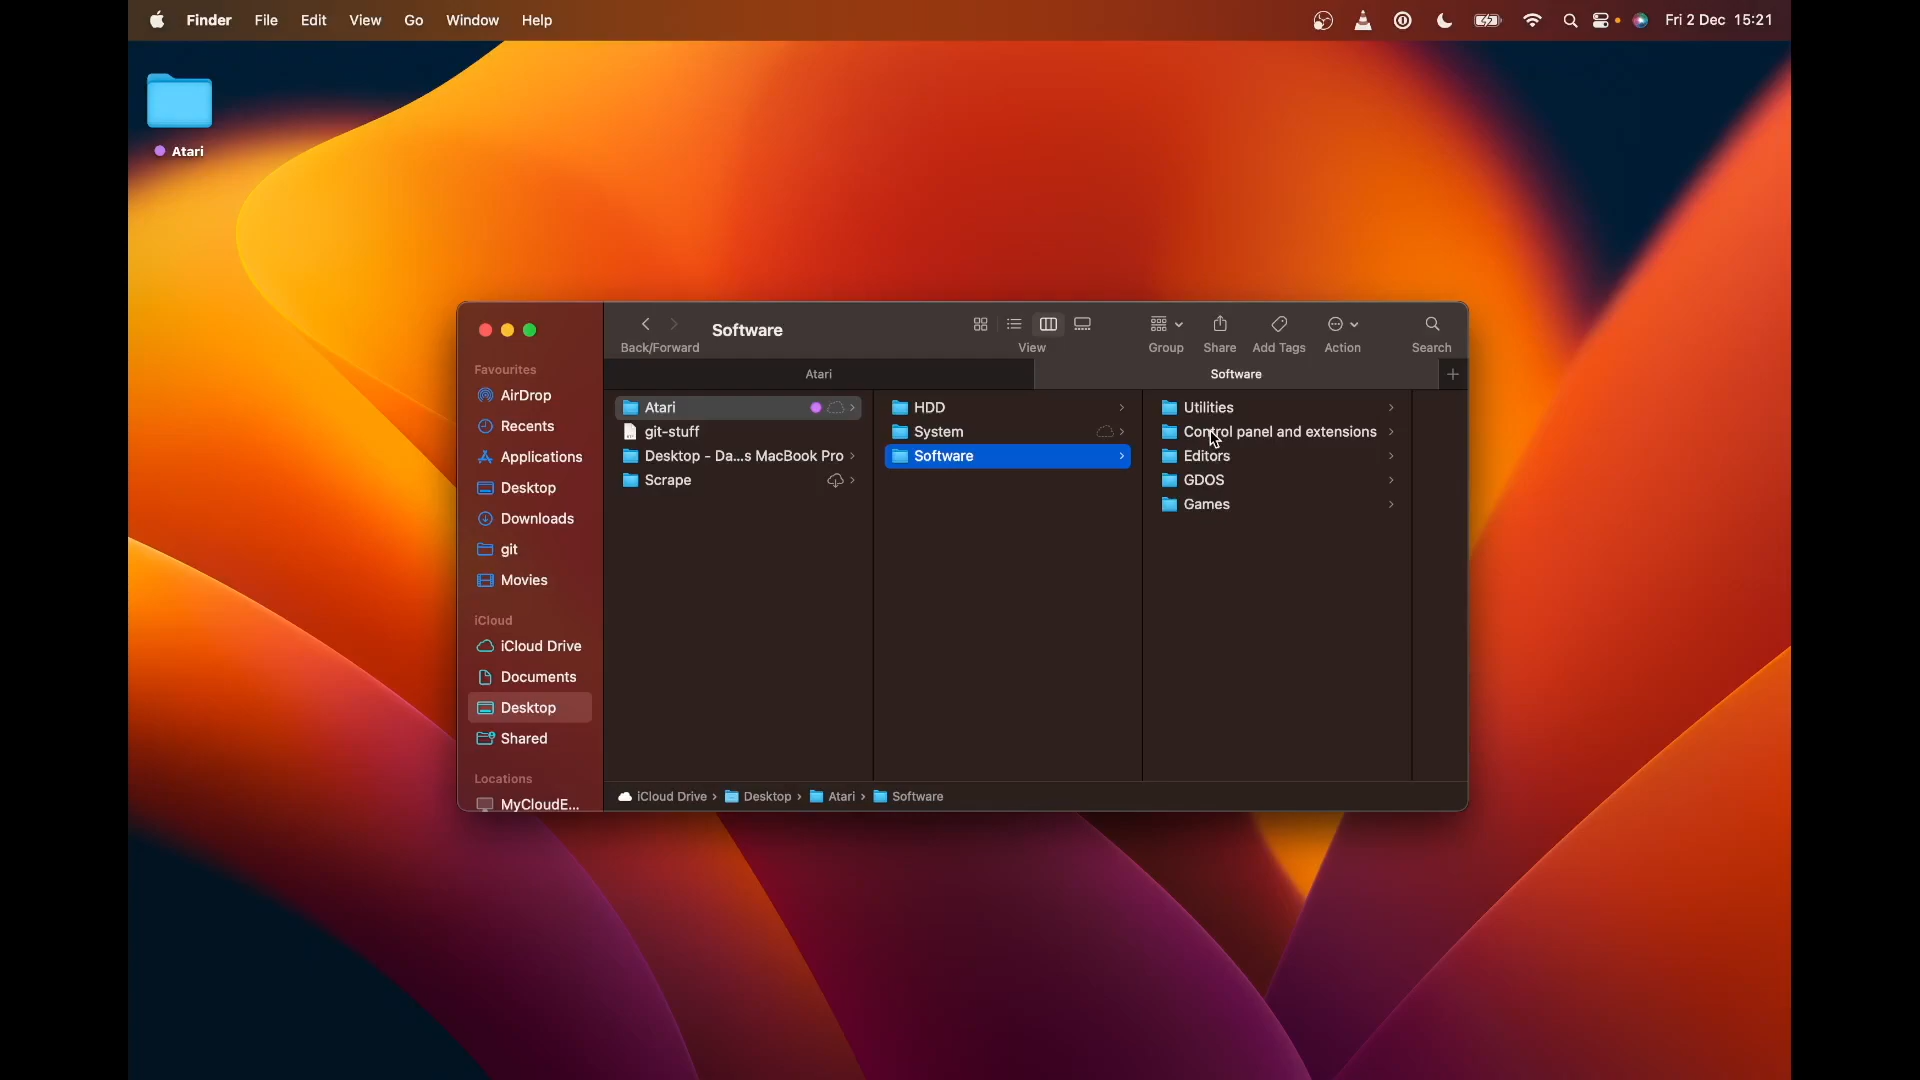 Finder File Edit View Go Window Help Fri 2 Dec 15:21
Atari
Software
Back/Forward View Group Share Add Tags Action Search
Atari Software
Favourites
AirDrop
Recents
Applications
Desktop
Downloads
git
Movies
iCloud
iCloud Drive
Documents
Desktop
Shared
Locations
MyCloudE...
Atari
git-stuff
Desktop - Da...s MacBook Pro
Scrape
HDD
System
Software
Utilities
Control panel and extensions
Editors
GDOS
Games
iCloud Drive › Desktop › Atari › Software